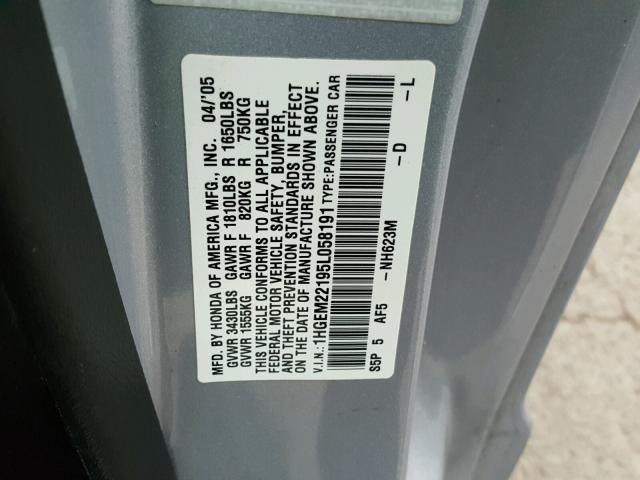 MFD. BY HONDA OF AMERICA MFG., INC. 04/'05
GVWR 3430LBS GAWR F 1810LBS R 1650LBS
GVWR 1555KG GAWR F 820KG R 750KG
THIS VEHICLE CONFORMS TO ALL APPLICABLE
FEDERAL MOTOR VEHICLE SAFETY, BUMPER,
AND THEFT PREVENTION STANDARDS IN EFFECT
ON THE DATE OF MANUFACTURE SHOWN ABOVE.
V.I.N.: 1HGEM22195L058191 TYPE: PASSENGER CAR
S5P 5 AF5 -NH623M -D -L